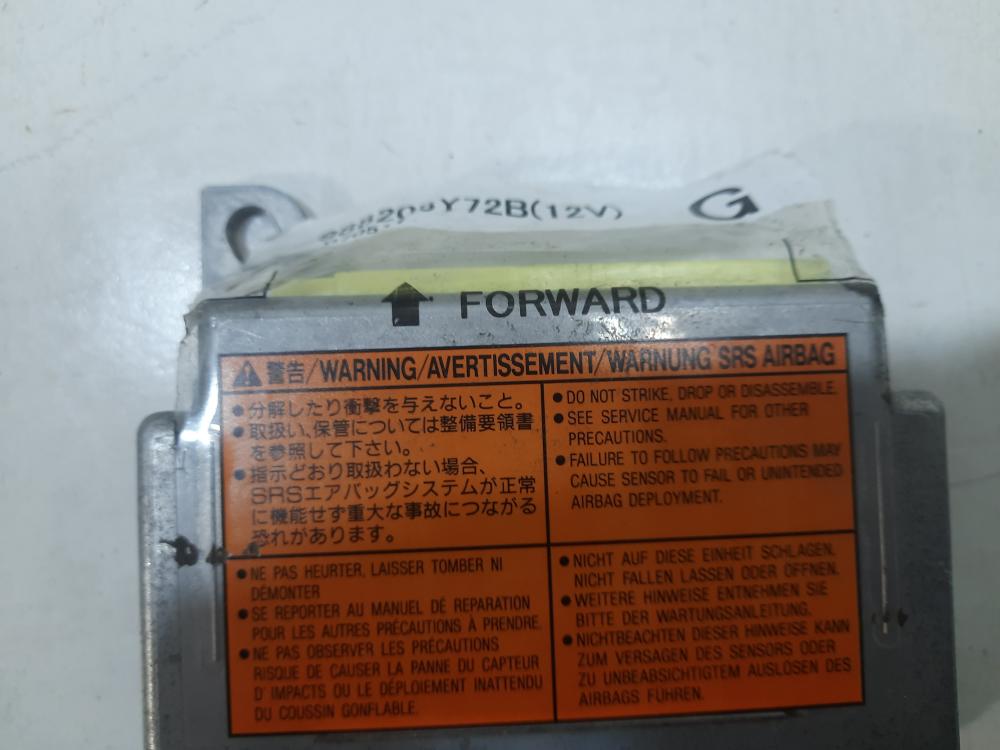 Y72B(12V) G
FORWARD
警告/WARNING/AVERTISSEMENT/WARNUNG SRS AIRBAG
●分解したり衝撃を与えないこと。
●取扱い、保管については整備要領書
を参照して下さい。
●指示どおり取扱わない場合、
SRSエアバッグシステムが正常
に機能せず重大な事故につながる
恐れがあります。
●DO NOT STRIKE, DROP OR DISASSEMBLE.
●SEE SERVICE MANUAL FOR OTHER
PRECAUTIONS.
●FAILURE TO FOLLOW PRECAUTIONS MAY
CAUSE SENSOR TO FAIL OR UNINTENDED
AIRBAG DEPLOYMENT.
●NE PAS HEURTER, LAISSER TOMBER NI
DÉMONTER
●SE REPORTER AU MANUEL DE REPARATION
POUR LES AUTRES PRÉCAUTIONS À PRENDRE.
●NE PAS OBSERVER LES PRÉCAUTIONS
RISQUE DE CAUSER LA PANNE DU CAPTEUR
D'IMPACTS OU LE DÉPLOIEMENT INATTENDU
DU COUSSIN GONFLABLE.
●NICHT AUF DIESE EINHEIT SCHLAGEN.
NICHT FALLEN LASSEN ODER ÖFFNEN.
●WEITERE HINWEISE ENTNEHMEN SIE
BITTE DER WARTUNGSANLEITUNG.
●NICHTBEACHTEN DIESER HINWEISE KANN
ZUM VERSAGEN DES SENSORS ODER
ZU UNBEABSICHTIGTEM AUSLOSEN DES
AIRBAGS FÜHREN.